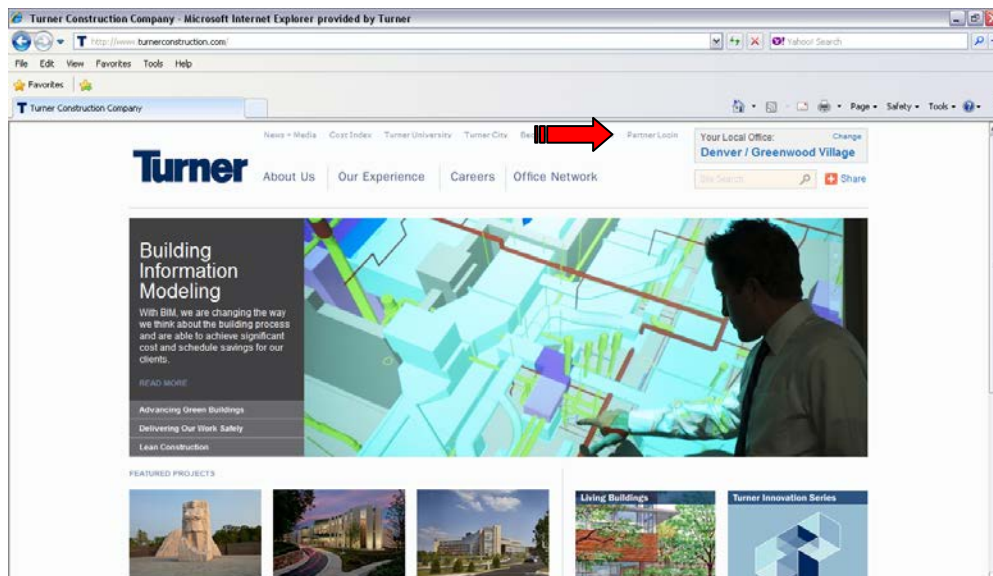 Turner Construction Company - Microsoft Internet Explorer provided by Turner
http://www.turnerconstruction.com/
Yahoo! Search
File Edit View Favorites Tools Help
Favorites
Turner Construction Company
Page Safety Tools
News + Media Cost Index Turner University Turner City Partner Login
Your Local Office: Change
Denver / Greenwood Village
Turner
About Us Our Experience Careers Office Network
Site Search
Share
Building
Information
Modeling
With BIM, we are changing the way
we think about the building process
and are able to achieve significant
cost and schedule savings for our
clients.
READ MORE
Advancing Green Buildings
Delivering Our Work Safely
Lean Construction
FEATURED PROJECTS
Living Buildings
Turner Innovation Series